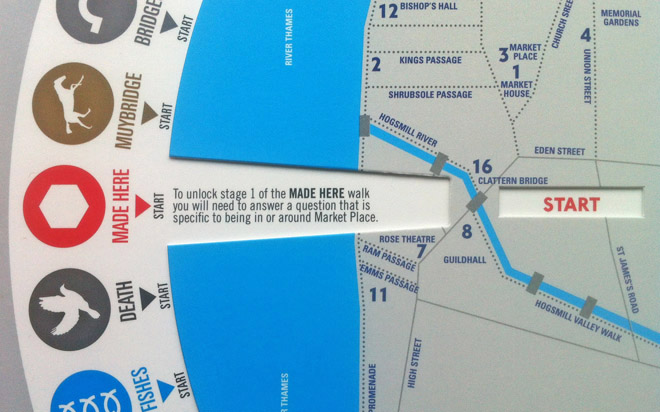 BRIDGE
START
MUYBRIDGE
START
MADE HERE
START
DEATH
START
FISHES
START
RIVER THAMES
To unlock stage 1 of the MADE HERE walk
you will need to answer a question that is
specific to being in or around Market Place.
THAMES
12 BISHOP'S HALL
2
KINGS PASSAGE
SHRUBSOLE PASSAGE
3 MARKET
PLACE
1
MARKET
HOUSE
CHURCH SREET
4
UNION STREET
MEMORIAL
GARDENS
HOGSMILL RIVER
EDEN STREET
16
CLATTERN BRIDGE
START
ROSE THEATRE
7
RAM PASSAGE
EMMS PASSAGE
11
8
GUILDHALL
HOGSMILL VALLEY WALK
ST JAMES'S ROAD
HIGH STREET
PROMENADE